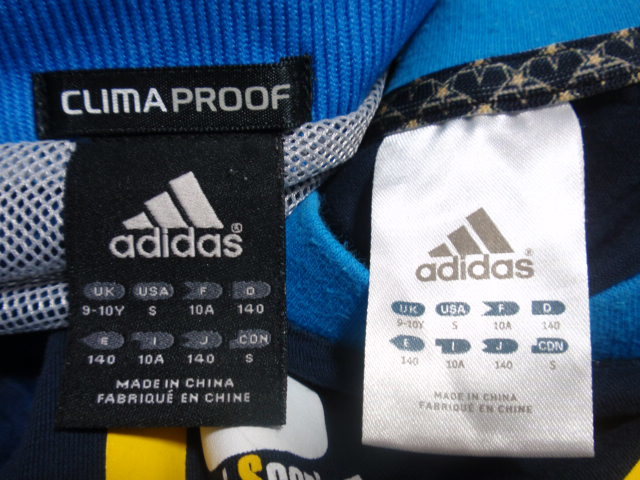 CLIMAPROOF
adidas®
UK USA F D
9-10Y S 10A 140
E I J CDN
140 10A 140 S
MADE IN CHINA
FABRIQUÉ EN CHINE
adidas
UK USA F D
9-10Y S 10A 140
E I J CDN
140 10A 140 S
MADE IN CHINA
FABRIQUÉ EN CHINE